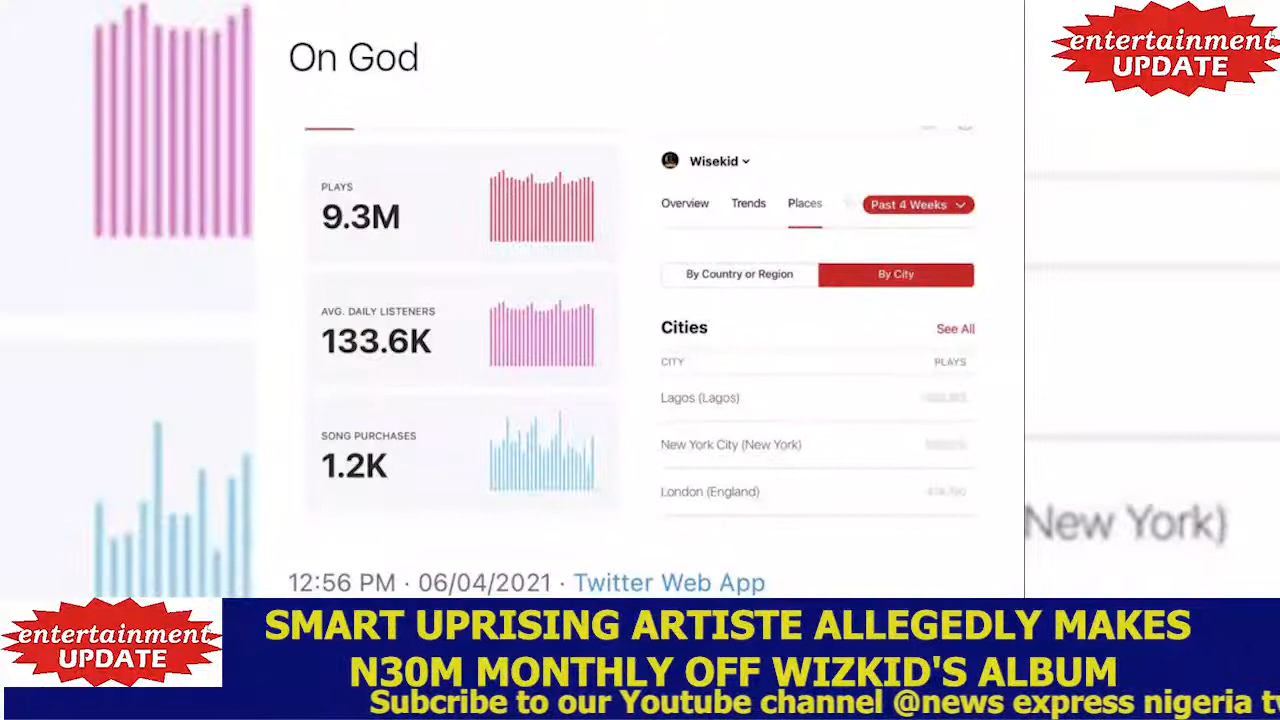 On God
entertainment
UPDATE
PLAYS
9.3M
AVG. DAILY LISTENERS
133.6K
SONG PURCHASES
1.2K
Wisekid
Overview Trends Places
Past 4 Weeks
By Country or Region By City
Cities See All
CITY PLAYS
Lagos (Lagos)
New York City (New York)
London (England)
New York)
12:56 PM · 06/04/2021 · Twitter Web App
entertainment
UPDATE
SMART UPRISING ARTISTE ALLEGEDLY MAKES
N30M MONTHLY OFF WIZKID'S ALBUM
Subcribe to our Youtube channel @news express nigeria tv